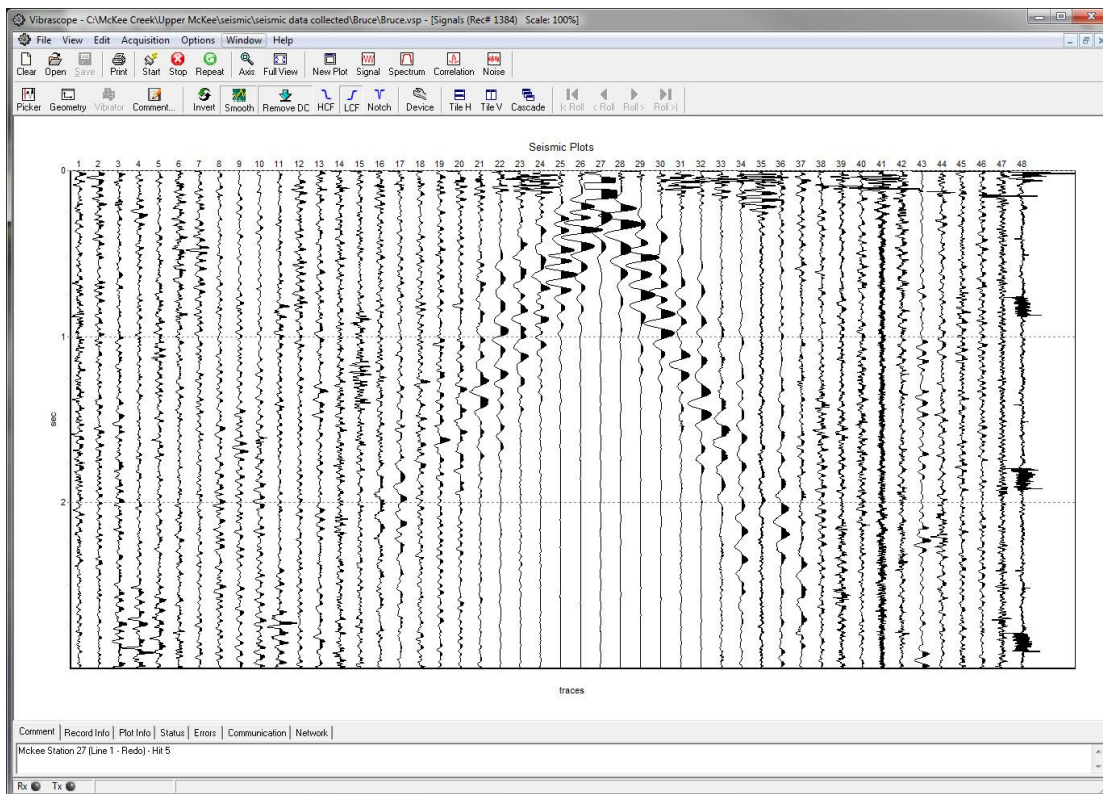 Vibrascope - C:\McKee Creek\Upper McKee\seismic\seismic data collected\Bruce\Bruce.vsp - [Signals (Rec# 1384) Scale: 100%]
File View Edit Acquisition Options Window Help
Clear Open Save Print Start Stop Repeat Axis Full View New Plot Signal Spectrum Correlation Noise
Picker Geometry Vibrator Comment... Invert Smooth Remove DC HCF LCF Notch Device Tile H Tile V Cascade |< Roll < Roll Roll > Roll >|
Seismic Plots
1 2 3 4 5 6 7 8 9 10 11 12 13 14 15 16 17 18 19 20 21 22 23 24 25 26 27 28 29 30 31 32 33 34 35 36 37 38 39 40 41 42 43 44 45 46 47 48
0
1
sec
2
traces
Comment Record Info Plot Info Status Errors Communication Network
Mckee Station 27 (Line 1 - Redo) - Hit 5
Rx Tx